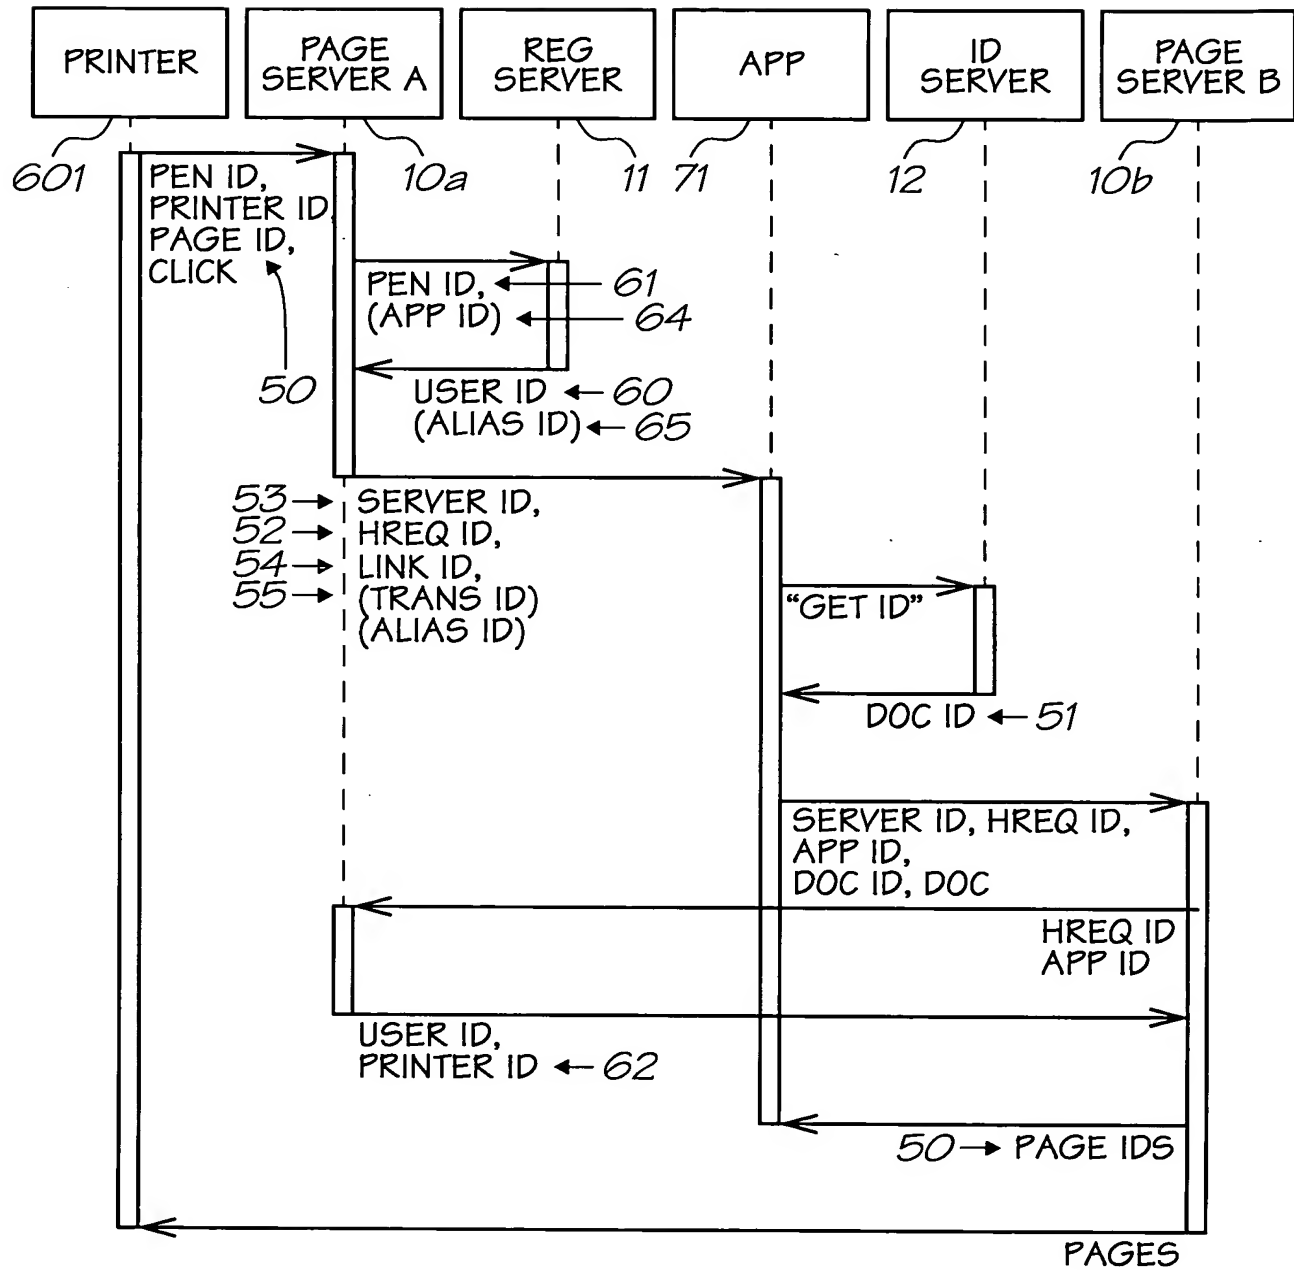 PRINTER
PAGE
SERVER A
REG
SERVER
APP
ID
SERVER
PAGE
SERVER B
601
10a
11
71
12
10b
PEN ID,
PRINTER ID
PAGE ID,
CLICK
50
PEN ID,
61
(APP ID)
64
USER ID
60
(ALIAS ID)
65
53
SERVER ID,
52
HREQ ID,
54
LINK ID,
55
(TRANS ID)
(ALIAS ID)
“GET ID”
DOC ID
51
SERVER ID, HREQ ID,
APP ID,
DOC ID, DOC
HREQ ID
APP ID
USER ID,
PRINTER ID
62
50
PAGE IDS
PAGES